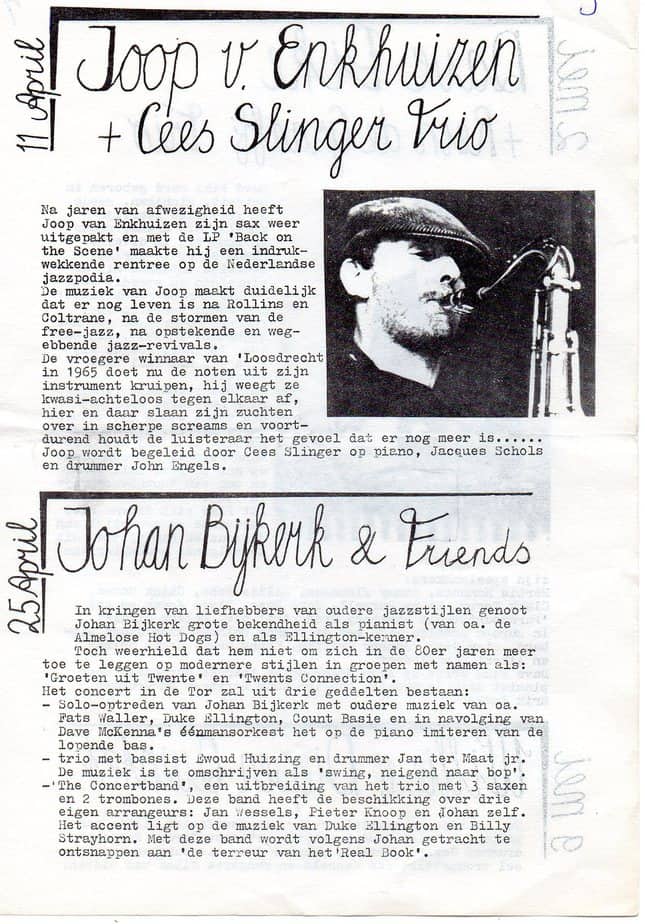 11 April
Joop v. Enkhuizen
+ Cees Slinger Trio
Na jaren van afwezigheid heeft
Joop van Enkhuizen zijn sax weer
uitgepakt en met de LP 'Back on
the Scene' maakte hij een indruk-
wekkende rentree op de Nederlandse
jazzpodia.
De muziek van Joop maakt duidelijk
dat er nog leven is na Rollins en
Coltrane, na de stormen van de
free-jazz, na opstekende en weg-
ebbende jazz-revivals.
De vroegere winnaar van 'Loosdrecht
in 1965 doet nu de noten uit zijn
instrument kruipen, hij weegt ze
kwasi-achteloos tegen elkaar af,
hier en daar slaan zijn zuchten
over in scherpe screams en voort-
durend houdt de luisteraar het gevoel dat er nog meer is......
Joop wordt begeleid door Cees Slinger op piano, Jacques Schols
en drummer John Engels.
25 April
Johan Bijkerk & Friends
In kringen van liefhebbers van oudere jazzstijlen genoot
Johan Bijkerk grote bekendheid als pianist (van oa. de
Almelose Hot Dogs) en als Ellington-kenner.
Toch weerhield dat hem niet om zich in de 80er jaren meer
toe te leggen op modernere stijlen in groepen met namen als:
'Groeten uit Twente' en 'Twents Connection'.
Het concert in de Tor zal uit drie geddelten bestaan:
- Solo-optreden van Johan Bijkerk met oudere muziek van oa.
Fats Waller, Duke Ellington, Count Basie en in navolging van
Dave McKenna's éénmansorkest het op de piano imiteren van de
lopende bas.
- trio met bassist Ewoud Huizing en drummer Jan ter Maat jr.
De muziek is te omschrijven als 'swing, neigend naar bop'.
-'The Concertband', een uitbreiding van het trio met 3 saxen
en 2 trombones. Deze band heeft de beschikking over drie
eigen arrangeurs: Jan Wessels, Pieter Knoop en Johan zelf.
Het accent ligt op de muziek van Duke Ellington en Billy
Strayhorn. Met deze band wordt volgens Johan getracht te
ontsnappen aan 'de terreur van het'Real Book'.